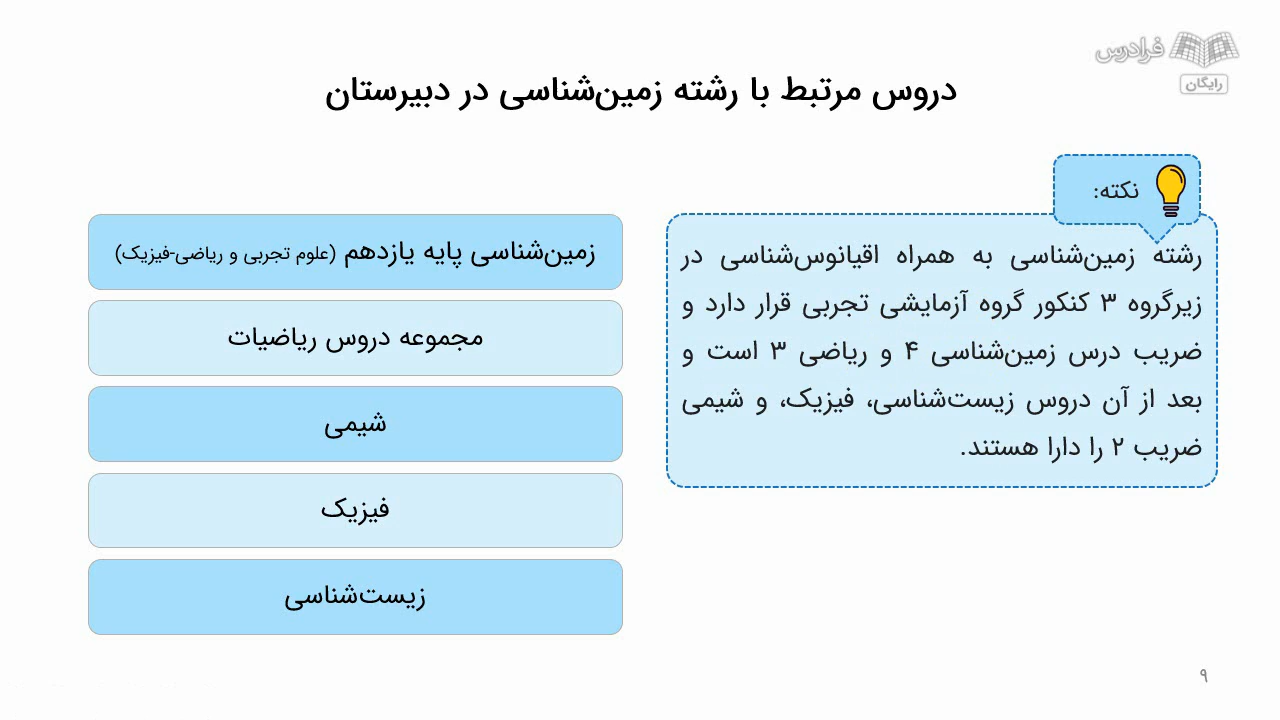 فرادرس
رایگان
دروس مرتبط با رشته زمین‌شناسی در دبیرستان
نکته:
رشته زمین‌شناسی به همراه اقیانوس‌شناسی در
زیرگروه ۳ کنکور گروه آزمایشی تجربی قرار دارد و
ضریب درس زمین‌شناسی ۴ و ریاضی ۳ است و
بعد از آن دروس زیست‌شناسی، فیزیک، و شیمی
ضریب ۲ را دارا هستند.
زمین‌شناسی پایه یازدهم (علوم تجربی و ریاضی-فیزیک)
مجموعه دروس ریاضیات
شیمی
فیزیک
زیست‌شناسی
۹